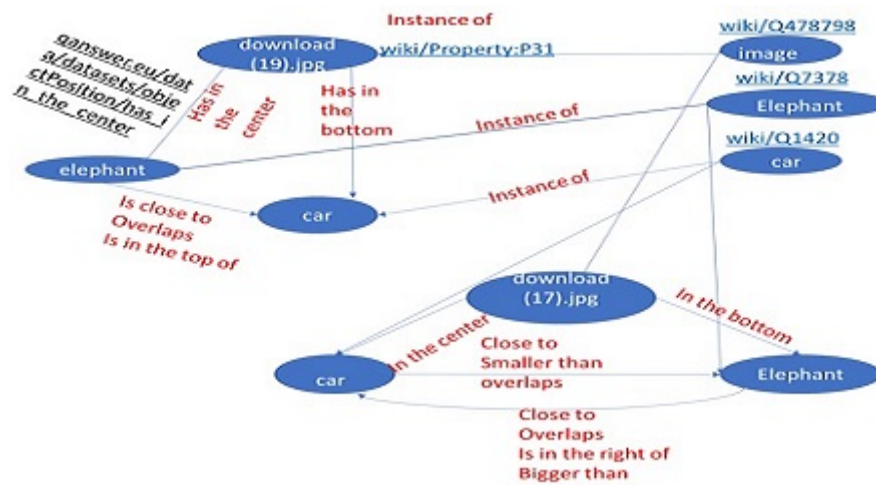 Instance of
wiki/Q478798
download
(19).jpg
wiki/Property:P31
image
qanswer.eu/dat
a/datasets/obje
ctPosition/has_i
n_the_center
Has in
the
center
Has in
the
bottom
wiki/Q7378
Elephant
Instance of
wiki/Q1420
car
elephant
Instance of
car
Is close to
Overlaps
Is in the top of
download
(17).jpg
In the bottom
In the center
Close to
Smaller than
overlaps
car
Elephant
Close to
Overlaps
Is in the right of
Bigger than